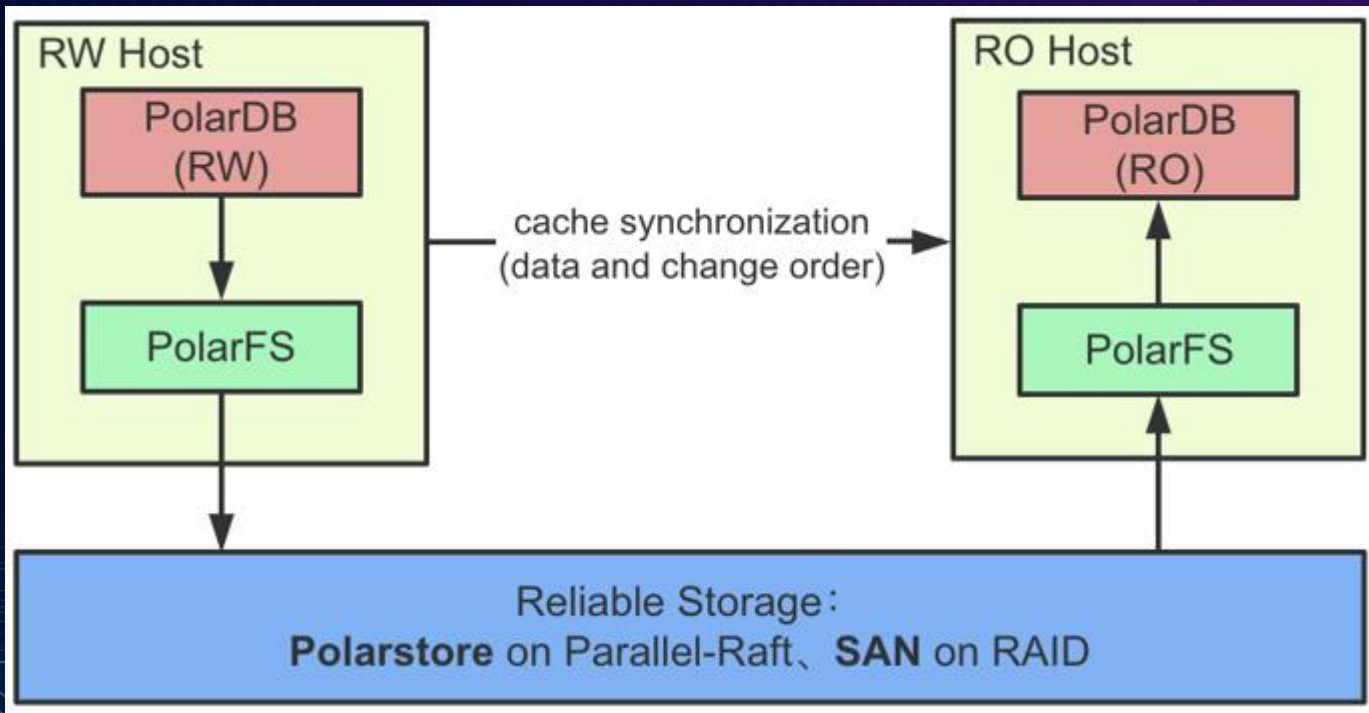 RW Host
PolarDB
(RW)
PolarFS
cache synchronization
(data and change order)
RO Host
PolarDB
(RO)
PolarFS
Reliable Storage：
Polarstore on Parallel-Raft、SAN on RAID